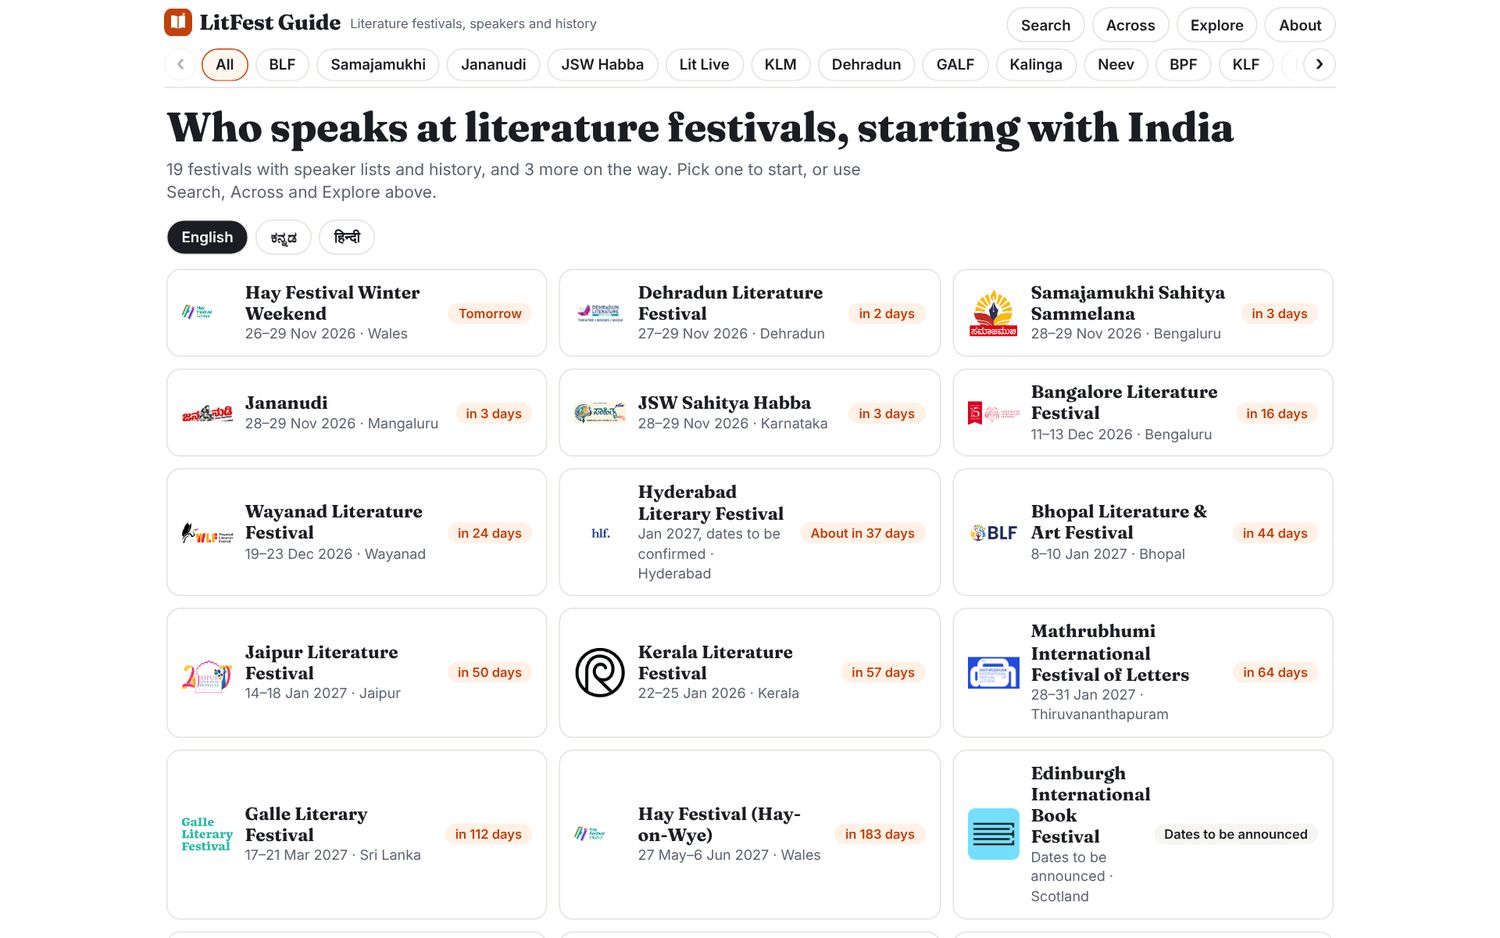 LitFest Guide Literature festivals, speakers and history Search Across Explore About
All BLF Samajamukhi Jananudi JSW Habba Lit Live KLM Dehradun GALF Kalinga Neev BPF KLF
Who speaks at literature festivals, starting with India
19 festivals with speaker lists and history, and 3 more on the way. Pick one to start, or use
Search, Across and Explore above.
English ಕನ್ನಡ हिन्दी
Hay Festival Winter
Weekend
26–29 Nov 2026 · Wales
Tomorrow
Dehradun Literature
Festival
27–29 Nov 2026 · Dehradun
in 2 days
ಸಮಾಜಮುಖಿ
Samajamukhi Sahitya
Sammelana
28–29 Nov 2026 · Bengaluru
in 3 days
ಜನನುಡಿ
Jananudi
28–29 Nov 2026 · Mangaluru
in 3 days
ಸಾಹಿತ್ಯ
JSW Sahitya Habba
28–29 Nov 2026 · Karnataka
in 3 days
15
Bangalore Literature
Festival
11–13 Dec 2026 · Bengaluru
in 16 days
WLF
Wayanad Literature
Festival
19–23 Dec 2026 · Wayanad
in 24 days
hlf.
Hyderabad
Literary Festival
Jan 2027, dates to be
confirmed ·
Hyderabad
About in 37 days
BLF
Bhopal Literature &
Art Festival
8–10 Jan 2027 · Bhopal
in 44 days
Jaipur Literature
Festival
14–18 Jan 2027 · Jaipur
in 50 days
Kerala Literature
Festival
22–25 Jan 2026 · Kerala
in 57 days
Mathrubhumi
International
Festival of Letters
28–31 Jan 2027 ·
Thiruvananthapuram
in 64 days
Galle
Literary
Festival
Galle Literary
Festival
17–21 Mar 2027 · Sri Lanka
in 112 days
Hay Festival (Hay-
on-Wye)
27 May–6 Jun 2027 · Wales
in 183 days
Edinburgh
International
Book
Festival
Dates to be
announced ·
Scotland
Dates to be announced